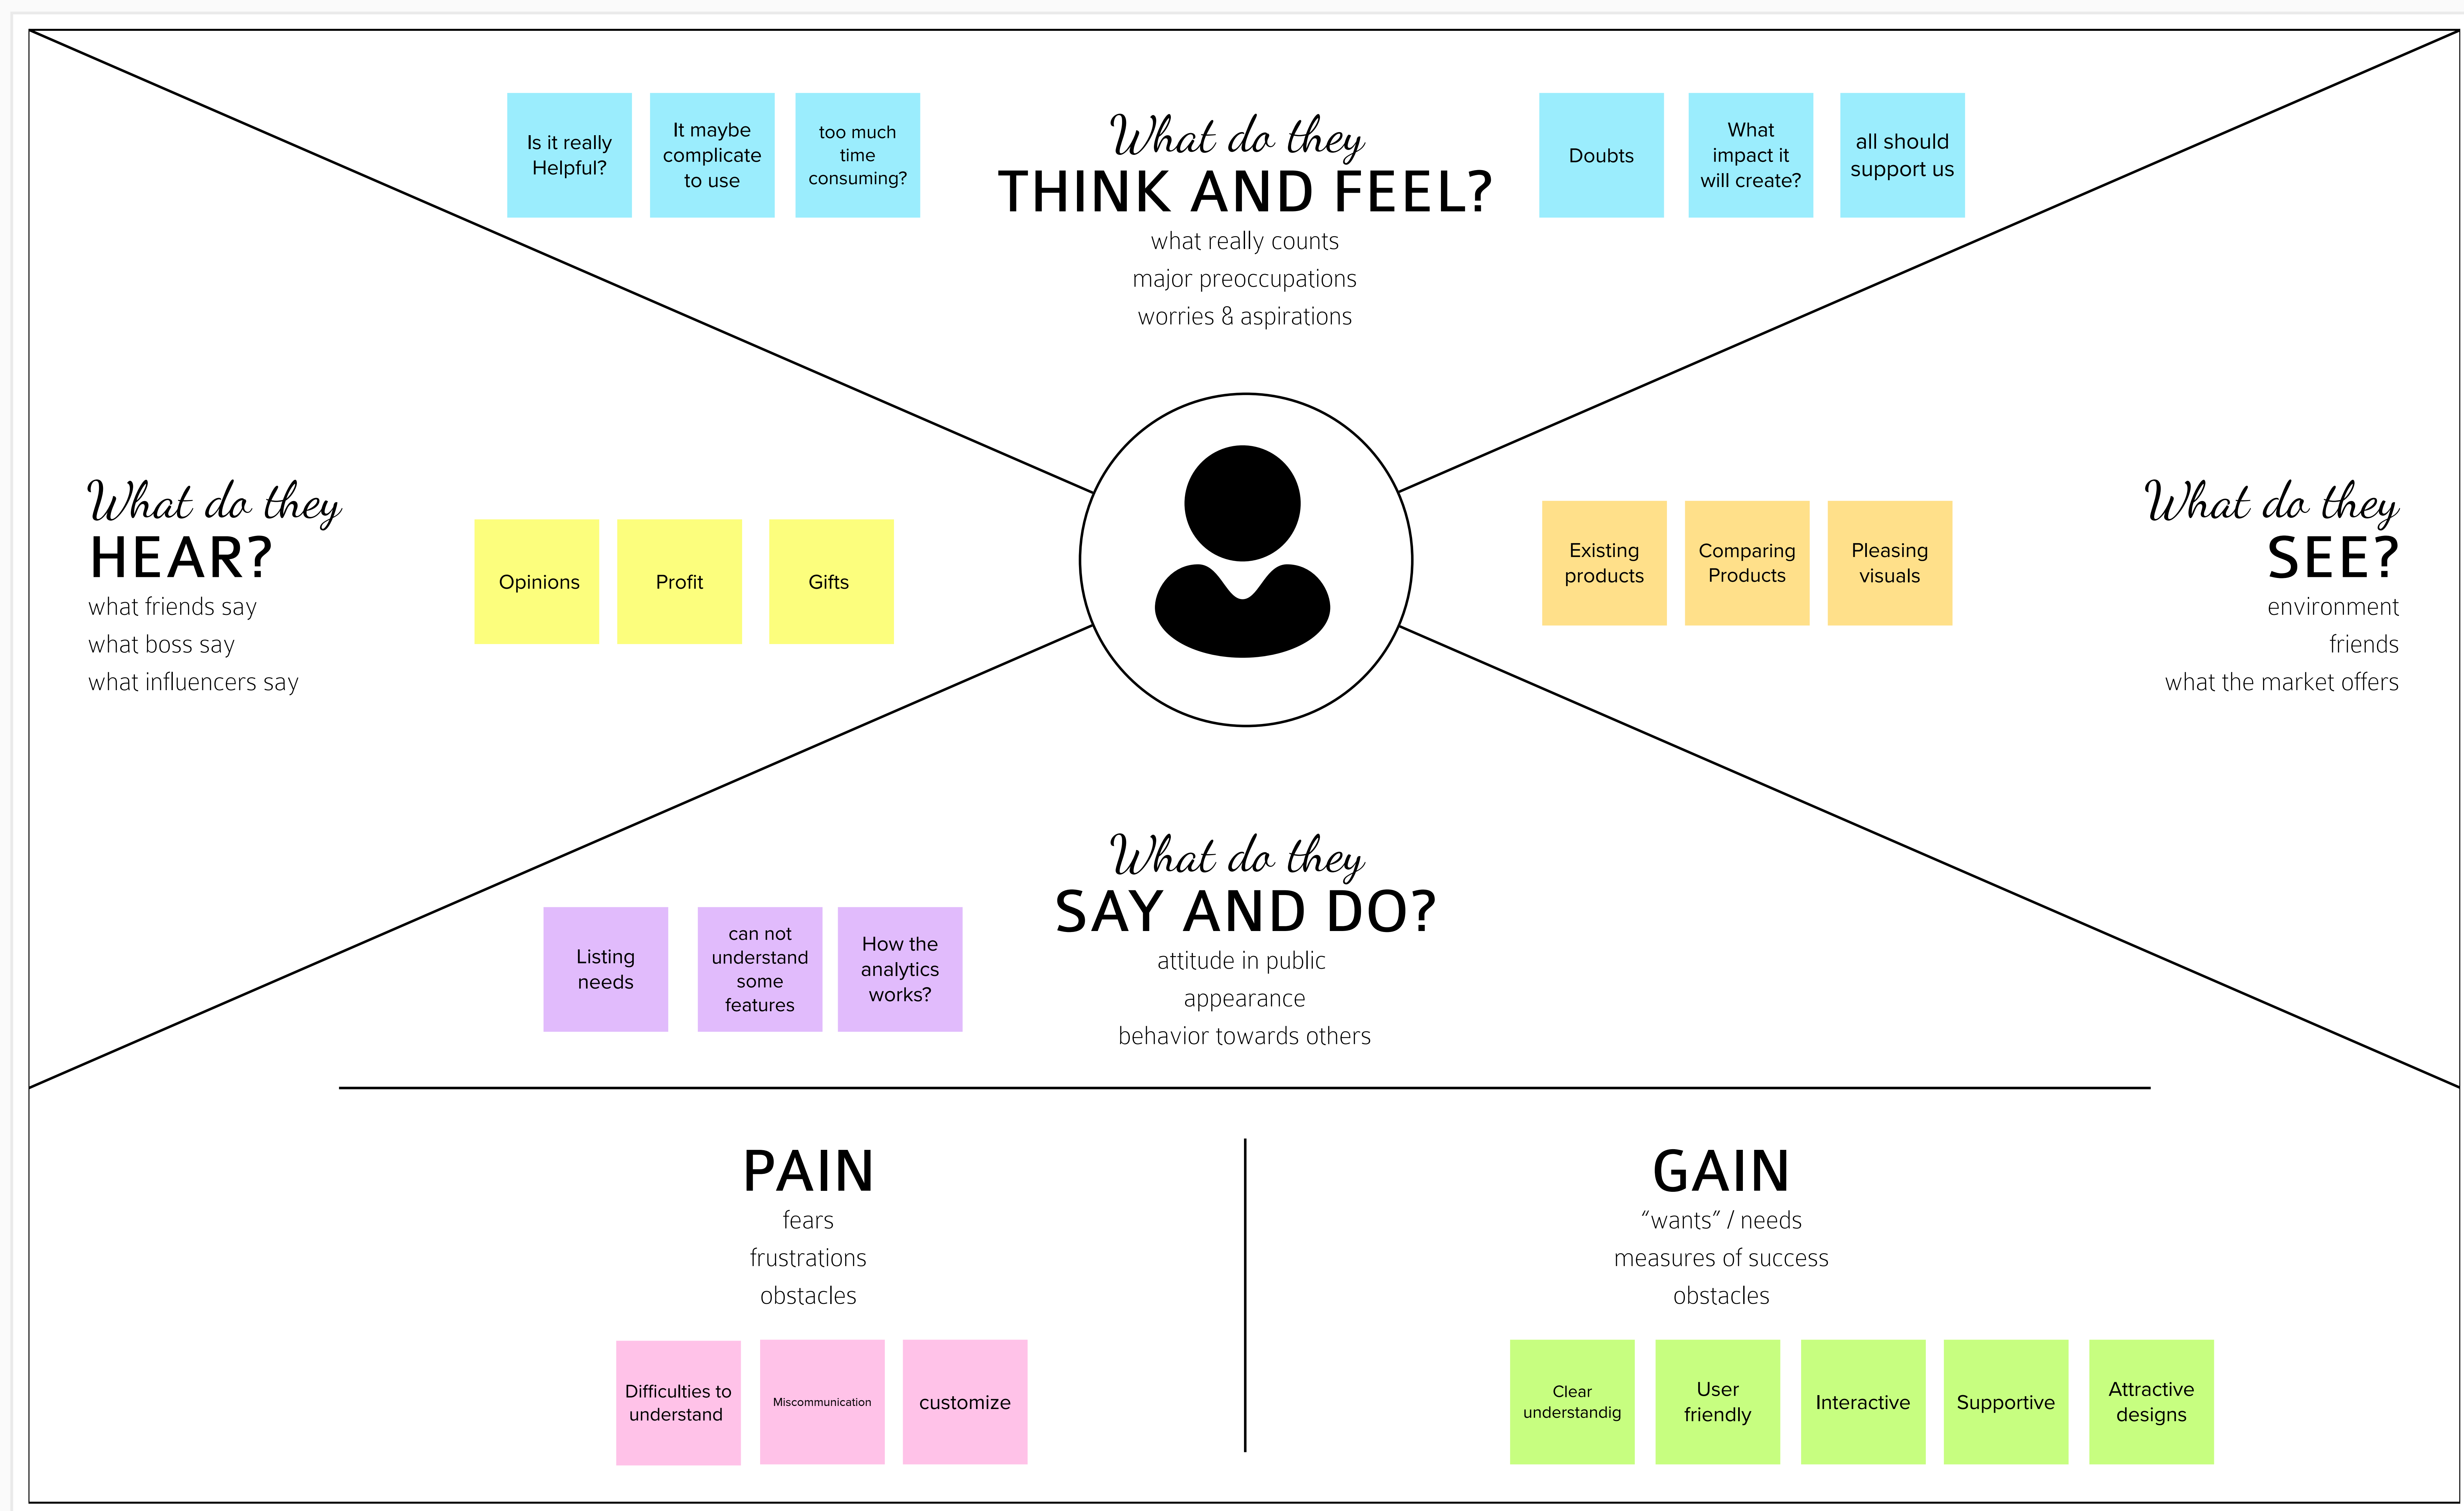 Is it really
Helpful?
It maybe
complicate
to use
too much
time
consuming?
What do they
THINK AND FEEL?
what really counts
major preoccupations
worries & aspirations
Doubts
What
impact it
will create?
all should
support us
What do they
HEAR?
what friends say
what boss say
what influencers say
Opinions
Profit
Gifts
Existing
products
Comparing
Products
Pleasing
visuals
What do they
SEE?
environment
friends
what the market offers
What do they
SAY AND DO?
attitude in public
appearance
behavior towards others
Listing
needs
can not
understand
some
features
How the
analytics
works?
PAIN
fears
frustrations
obstacles
Difficulties to
understand
Miscommunication
customize
GAIN
“wants” / needs
measures of success
obstacles
Clear
understandig
User
friendly
Interactive
Supportive
Attractive
designs